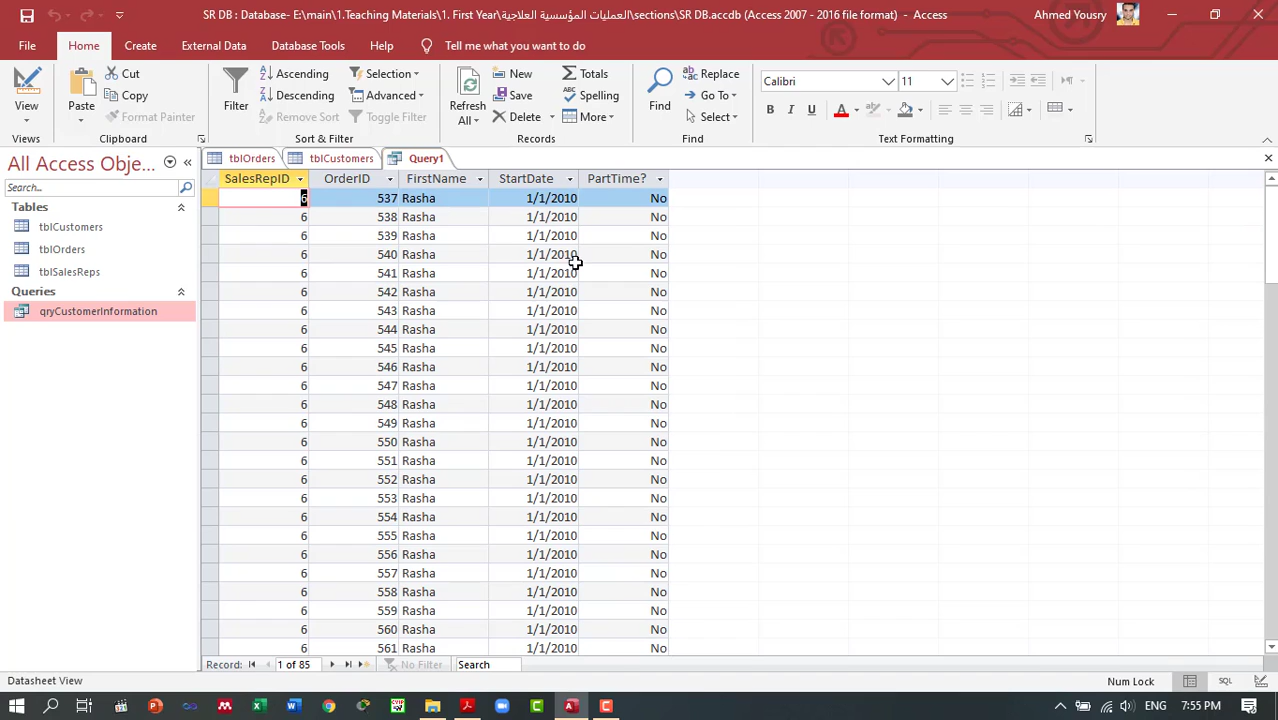 SR DB : Database- E:\main\1.Teaching Materials\1. First Year\العمليات المؤسسية العلاجية\sections\SR DB.accdb (Access 2007 - 2016 file format) - Access
Ahmed Yousry
File Home Create External Data Database Tools Help Tell me what you want to do
View
Views
Paste
Cut
Copy
Format Painter
Clipboard
Filter
Ascending
Descending
Remove Sort
Selection
Advanced
Toggle Filter
Sort & Filter
Refresh
All
New
Save
Delete
Totals
Spelling
More
Records
Find
Replace
Go To
Select
Find
Calibri 11
B I U A
Text Formatting
All Access Obje...
Search...
Tables
tblCustomers
tblOrders
tblSalesReps
Queries
qryCustomerInformation
tblOrders tblCustomers Query1
SalesRepID OrderID FirstName StartDate PartTime?
6 537 Rasha 1/1/2010 No
6 538 Rasha 1/1/2010 No
6 539 Rasha 1/1/2010 No
6 540 Rasha 1/1/2010 No
6 541 Rasha 1/1/2010 No
6 542 Rasha 1/1/2010 No
6 543 Rasha 1/1/2010 No
6 544 Rasha 1/1/2010 No
6 545 Rasha 1/1/2010 No
6 546 Rasha 1/1/2010 No
6 547 Rasha 1/1/2010 No
6 548 Rasha 1/1/2010 No
6 549 Rasha 1/1/2010 No
6 550 Rasha 1/1/2010 No
6 551 Rasha 1/1/2010 No
6 552 Rasha 1/1/2010 No
6 553 Rasha 1/1/2010 No
6 554 Rasha 1/1/2010 No
6 555 Rasha 1/1/2010 No
6 556 Rasha 1/1/2010 No
6 557 Rasha 1/1/2010 No
6 558 Rasha 1/1/2010 No
6 559 Rasha 1/1/2010 No
6 560 Rasha 1/1/2010 No
6 561 Rasha 1/1/2010 No
Record: 1 of 85 No Filter Search
Datasheet View
Num Lock
SQL
ENG 7:55 PM